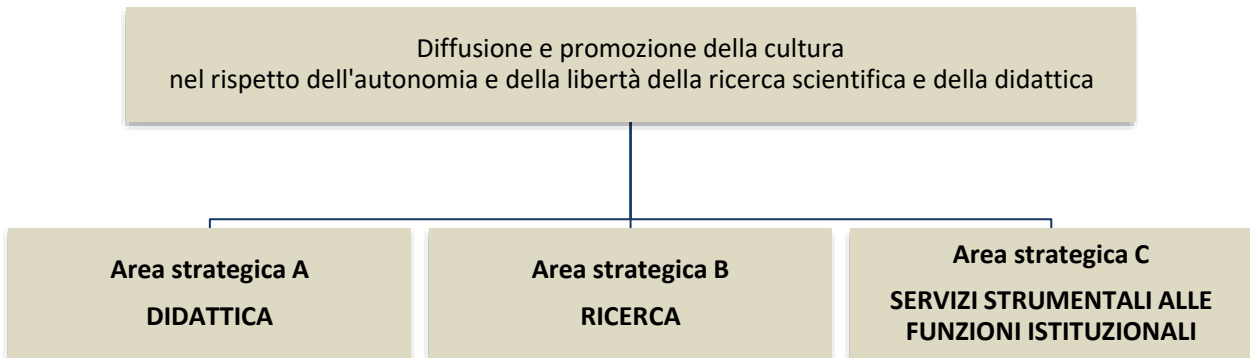 Diffusione e promozione della cultura
nel rispetto dell'autonomia e della libertà della ricerca scientifica e della didattica
Area strategica A
DIDATTICA
Area strategica B
RICERCA
Area strategica C
SERVIZI STRUMENTALI ALLE
FUNZIONI ISTITUZIONALI